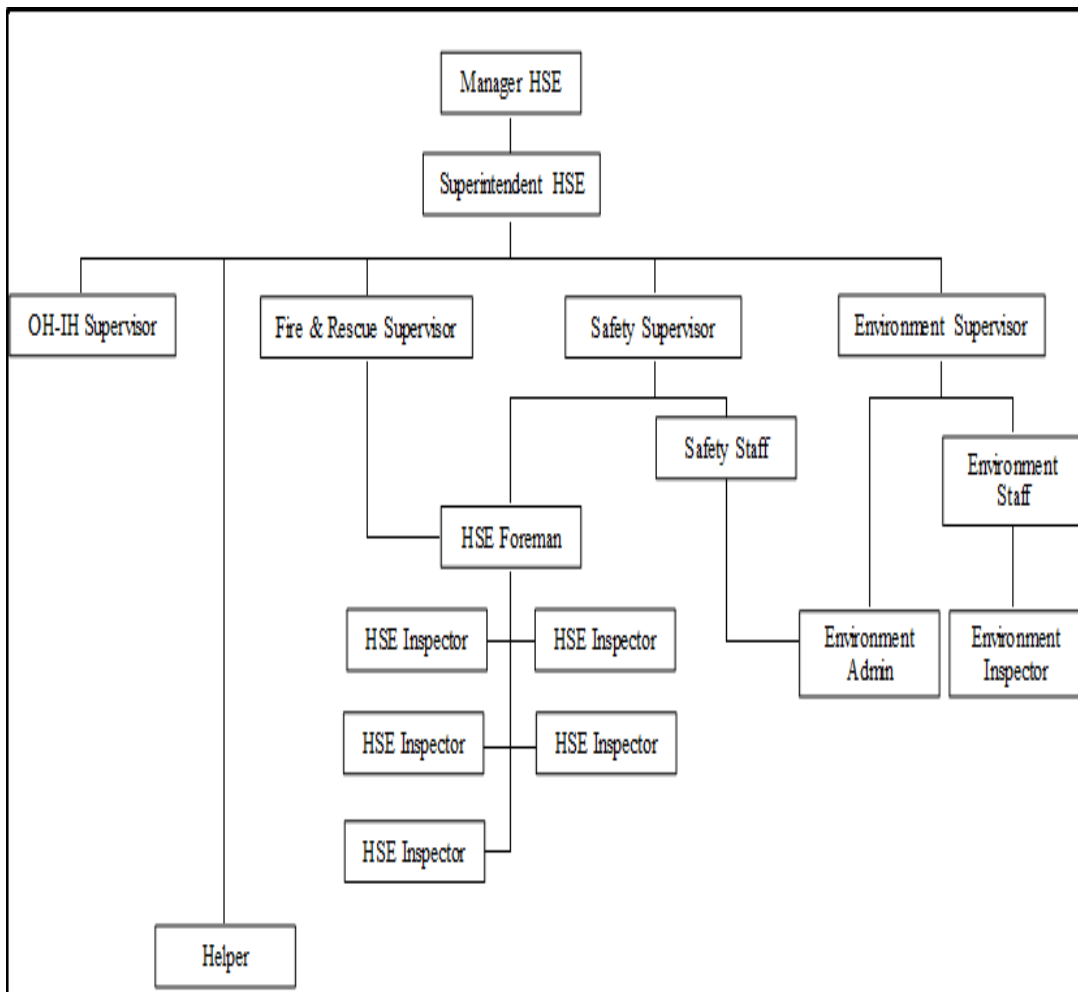 Manager HSE
Superintendent HSE
OH-IH Supervisor
Fire & Rescue Supervisor
Safety Supervisor
Environment Supervisor
Safety Staff
Environment
Staff
HSE Foreman
HSE Inspector
HSE Inspector
Environment
Admin
Environment
Inspector
HSE Inspector
HSE Inspector
HSE Inspector
Helper